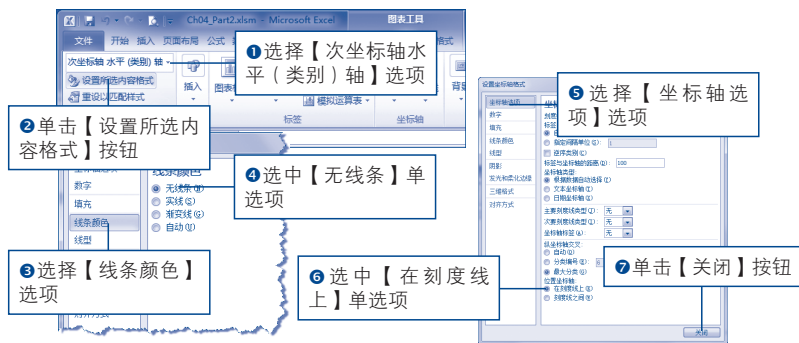 Ch04_Part2.xlsm - Microsoft Excel
图表工具
文件 开始 插入 页面布局 公式
次坐标轴 水平 (类别) 轴
设置所选内容格式
重设以匹配样式
插入
模拟运算表
标签
坐标轴
❶选择【次坐标轴水
平（类别）轴】选项
❷单击【设置所选内
容格式】按钮
线条颜色
数字
填充
线条颜色
线型
无线条(N)
实线(S)
渐变线(G)
自动(U)
❹选中【无线条】单
选项
❸选择【线条颜色】
选项
设置坐标轴格式
坐标轴选项
数字
填充
线条颜色
线型
阴影
发光和柔化边缘
三维格式
对齐方式
❺选择【坐标轴选
项】选项
指定间隔单位(S): 1
逆序类别(C)
标签与坐标轴的距离(D): 100
坐标轴类型:
根据数据自动选择(Y)
文本坐标轴(T)
日期坐标轴(X)
主要刻度线类型(J): 无
次要刻度线类型(I): 无
坐标轴标签(A): 无
纵坐标轴交叉:
自动(O)
分类编号(R):
最大分类(G)
位置坐标轴:
在刻度线上(K)
刻度线之间(W)
❻选中【在刻度线
上】单选项
❼单击【关闭】按钮
关闭